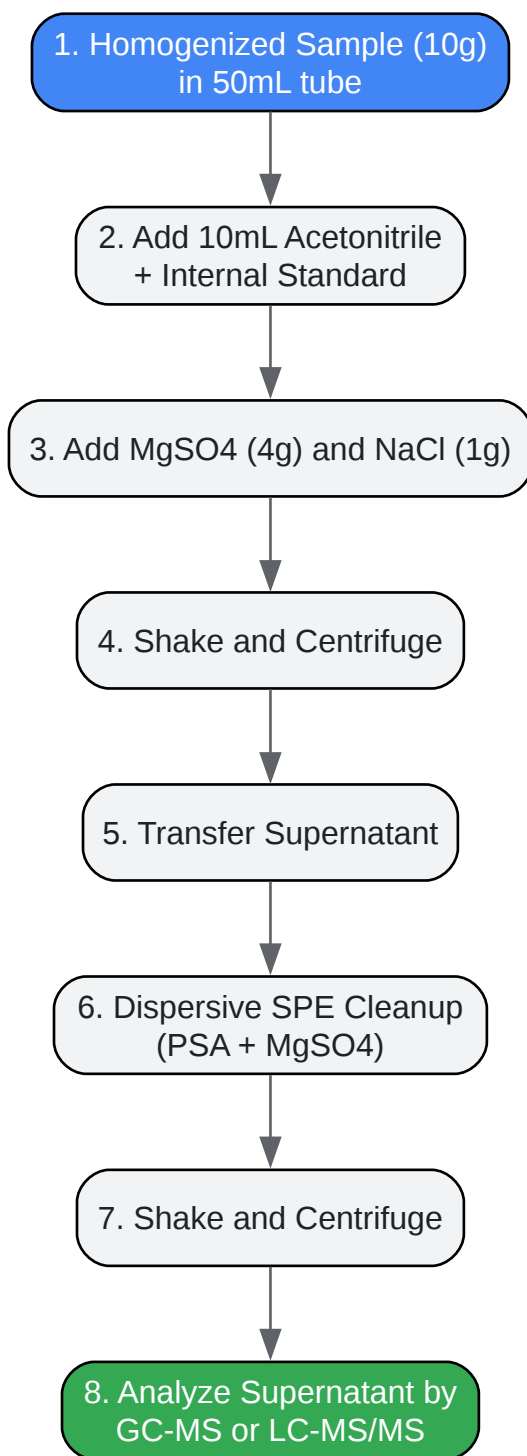 1. Homogenized Sample (10g)
in 50mL tube
2. Add 10mL Acetonitrile
+ Internal Standard
3. Add MgSO4 (4g) and NaCl (1g)
4. Shake and Centrifuge
5. Transfer Supernatant
6. Dispersive SPE Cleanup
(PSA + MgSO4)
7. Shake and Centrifuge
8. Analyze Supernatant by
GC-MS or LC-MS/MS